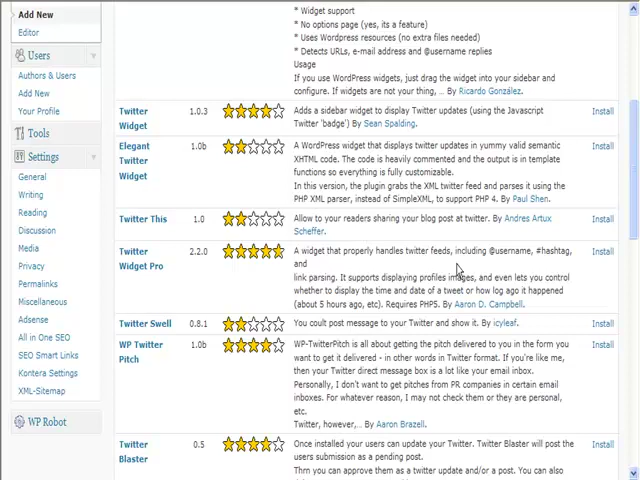 Add New
Editor
Users
Authors & Users
Add New
Your Profile
Tools
Settings
General
Writing
Reading
Discussion
Media
Privacy
Permalinks
Miscellaneous
Adsense
All in One SEO
SEO Smart Links
Kontera Settings
XML-Sitemap
WP Robot
* Widget support
* No options page (yes, its a feature)
* Uses Wordpress resources (no extra files needed)
* Detects URLs, e-mail address and @username replies
Usage
If you use WordPress widgets, just drag the widget into your sidebar and
configure. If widgets are not your thing, … By Ricardo González.
Twitter Widget
1.0.3
Adds a sidebar widget to display Twitter updates (using the Javascript
Twitter 'badge') By Sean Spalding.
Install
Elegant Twitter Widget
1.0b
A WordPress widget that displays twitter updates in yummy valid semantic
XHTML code. The code is heavily commented and the output is in template
functions so everything is fully customizable.
In this version, the plugin grabs the XML twitter feed and parses it using the
PHP XML parser, instead of SimpleXML, to support PHP 4. By Paul Shen.
Install
Twitter This
1.0
Allow to your readers sharing your blog post at twitter. By Andres Artux
Scheffer.
Install
Twitter Widget Pro
2.2.0
A widget that properly handles twitter feeds, including @username, #hashtag,
and
link parsing. It supports displaying profiles images, and even lets you control
whether to display the time and date of a tweet or how log ago it happened
(about 5 hours ago, etc). Requires PHP5. By Aaron D. Campbell.
Install
Twitter Swell
0.8.1
You coult post message to your Twitter and show it. By icyleaf.
Install
WP Twitter Pitch
1.0b
WP-TwitterPitch is all about getting the pitch delivered to you in the form you
want to get it delivered - in other words in Twitter format. If you're like me,
then your Twitter direct message box is a lot like your email inbox.
Personally, I don't want to get pitches from PR companies in certain email
inboxes. For whatever reason, I may not check them or they are personal,
etc.
Twitter, however,… By Aaron Brazell.
Install
Twitter Blaster
0.5
Once installed your users can update your Twitter. Twitter Blaster will post the
users submission as a pending post.
Thrn you can approve them as a twitter update and/or a post. You can also
Install